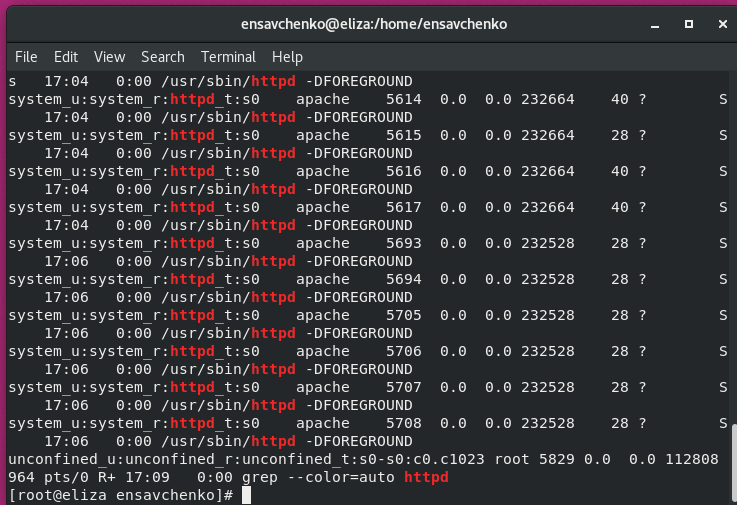 ensavchenko@eliza:/home/ensavchenko
File Edit View Search Terminal Help
s   17:04   0:00 /usr/sbin/httpd -DFOREGROUND
system_u:system_r:httpd_t:s0    apache    5614  0.0  0.0 232664    40 ?        S
    17:04   0:00 /usr/sbin/httpd -DFOREGROUND
system_u:system_r:httpd_t:s0    apache    5615  0.0  0.0 232664    28 ?        S
    17:04   0:00 /usr/sbin/httpd -DFOREGROUND
system_u:system_r:httpd_t:s0    apache    5616  0.0  0.0 232664    40 ?        S
    17:04   0:00 /usr/sbin/httpd -DFOREGROUND
system_u:system_r:httpd_t:s0    apache    5617  0.0  0.0 232664    40 ?        S
    17:04   0:00 /usr/sbin/httpd -DFOREGROUND
system_u:system_r:httpd_t:s0    apache    5693  0.0  0.0 232528    28 ?        S
    17:06   0:00 /usr/sbin/httpd -DFOREGROUND
system_u:system_r:httpd_t:s0    apache    5694  0.0  0.0 232528    28 ?        S
    17:06   0:00 /usr/sbin/httpd -DFOREGROUND
system_u:system_r:httpd_t:s0    apache    5705  0.0  0.0 232528    28 ?        S
    17:06   0:00 /usr/sbin/httpd -DFOREGROUND
system_u:system_r:httpd_t:s0    apache    5706  0.0  0.0 232528    28 ?        S
    17:06   0:00 /usr/sbin/httpd -DFOREGROUND
system_u:system_r:httpd_t:s0    apache    5707  0.0  0.0 232528    28 ?        S
    17:06   0:00 /usr/sbin/httpd -DFOREGROUND
system_u:system_r:httpd_t:s0    apache    5708  0.0  0.0 232528    28 ?        S
    17:06   0:00 /usr/sbin/httpd -DFOREGROUND
unconfined_u:unconfined_r:unconfined_t:s0-s0:c0.c1023 root 5829 0.0  0.0 112808
964 pts/0 R+ 17:09   0:00 grep --color=auto httpd
[root@eliza ensavchenko]#